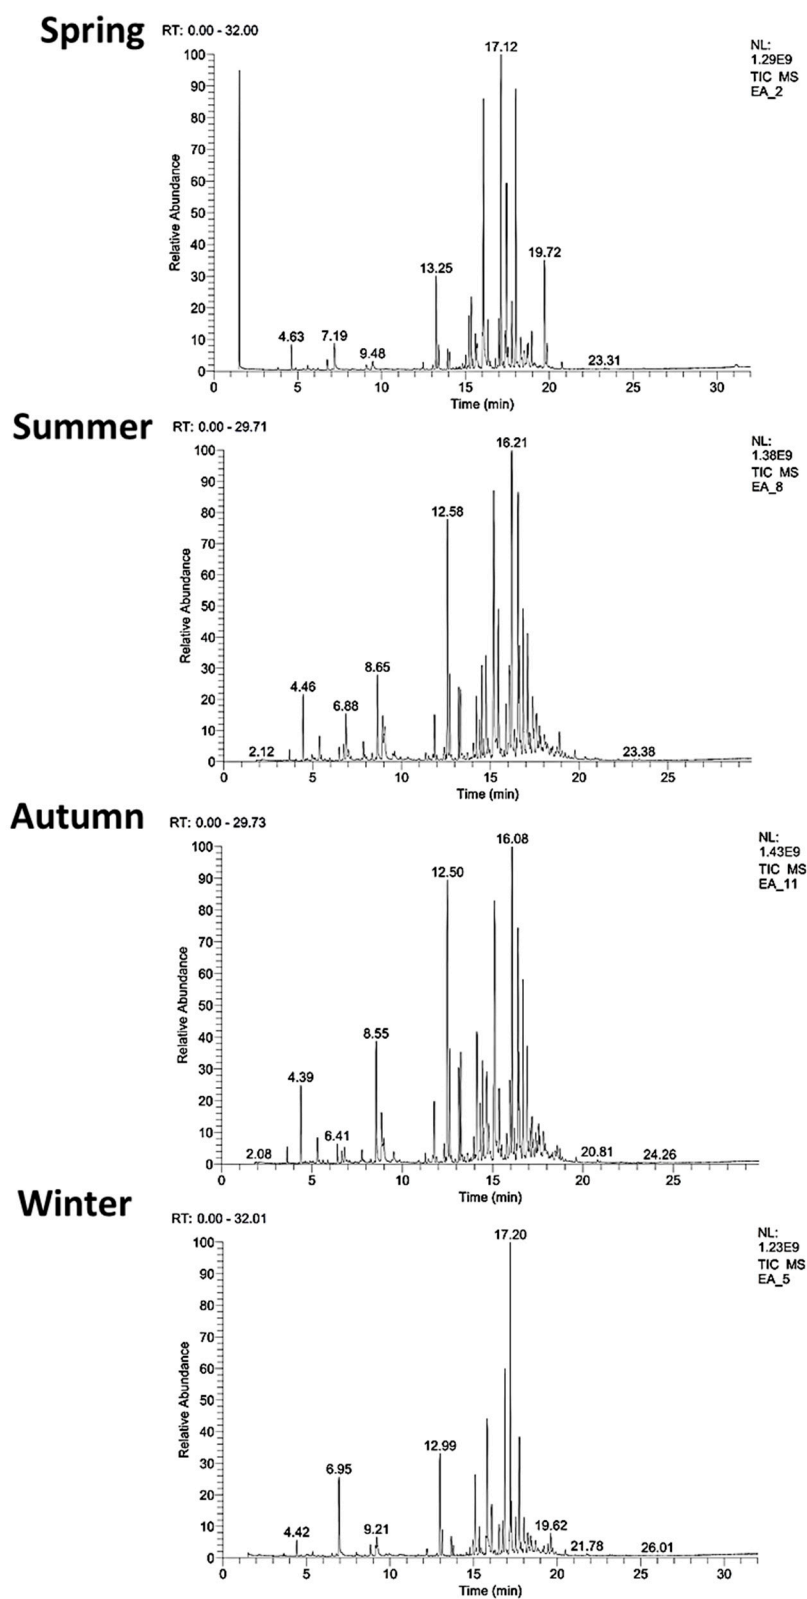 Spring
RT: 0.00 - 32.00
NL:
1.29E9
TIC MS
EA_2
17.12
100
90
80
70
60
50
40
30
20
10
0
Relative Abundance
13.25
19.72
4.63
7.19
9.48
23.31
0 5 10 15 20 25 30
Time (min)
Summer
RT: 0.00 - 29.71
NL:
1.38E9
TIC MS
EA_8
16.21
100
90
80
70
60
50
40
30
20
10
0
Relative Abundance
12.58
8.65
4.46
6.88
2.12
23.38
0 5 10 15 20 25
Time (min)
Autumn
RT: 0.00 - 29.73
NL:
1.43E9
TIC MS
EA_11
16.08
100
90
80
70
60
50
40
30
20
10
0
Relative Abundance
12.50
8.55
4.39
6.41
2.08
20.81
24.26
0 5 10 15 20 25
Time (min)
Winter
RT: 0.00 - 32.01
NL:
1.23E9
TIC MS
EA_5
17.20
100
90
80
70
60
50
40
30
20
10
0
Relative Abundance
12.99
6.95
4.42
9.21
19.62
21.78
26.01
0 5 10 15 20 25 30
Time (min)